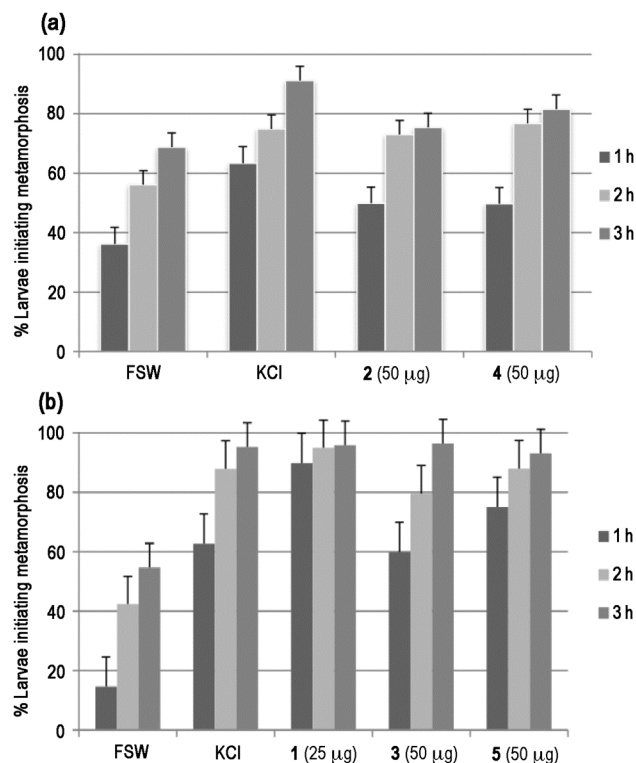 (a)
% Larvae initiating metamorphosis
100
80
60
40
20
0
FSW
KCl
2 (50 µg)
4 (50 µg)
1 h
2 h
3 h
(b)
% Larvae initiating metamorphosis
100
80
60
40
20
0
FSW
KCl
1 (25 µg)
3 (50 µg)
5 (50 µg)
1 h
2 h
3 h